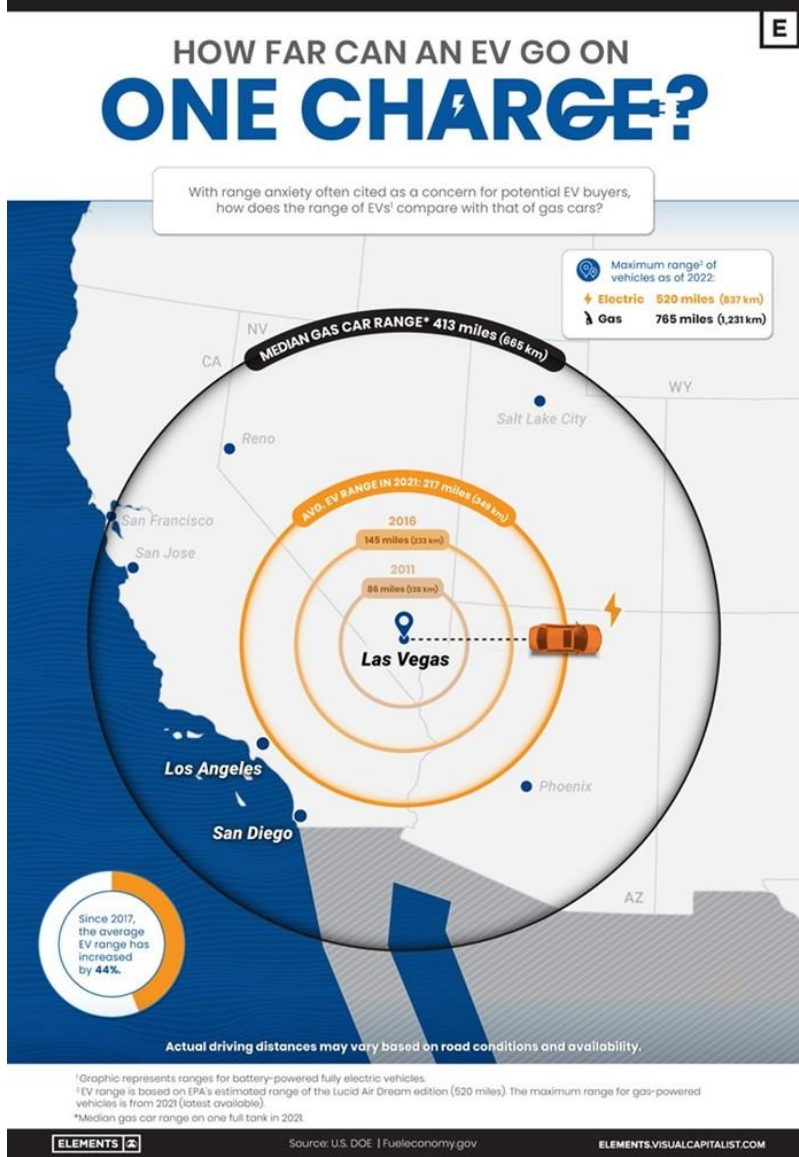 E
HOW FAR CAN AN EV GO ON
ONE CHARGE?
With range anxiety often cited as a concern for potential EV buyers,
how does the range of EVs¹ compare with that of gas cars?
Maximum range² of
vehicles as of 2022:
Electric 520 miles (837 km)
Gas 765 miles (1,231 km)
NV
MEDIAN GAS CAR RANGE* 413 miles (665 km)
CA
WY
Salt Lake City
Reno
AVG. EV RANGE IN 2021: 217 miles (349 km)
San Francisco
2016
145 miles (233 km)
San Jose
2011
86 miles (138 km)
Las Vegas
Los Angeles
Phoenix
San Diego
AZ
Since 2017,
the average
EV range has
increased
by 44%.
Actual driving distances may vary based on road conditions and availability.
¹Graphic represents ranges for battery-powered fully electric vehicles.
²EV range is based on EPA's estimated range of the Lucid Air Dream edition (520 miles). The maximum range for gas-powered
vehicles is from 2021 (latest available).
*Median gas car range on one full tank in 2021.
ELEMENTS
Source: U.S. DOE | Fueleconomy.gov
ELEMENTS.VISUALCAPITALIST.COM